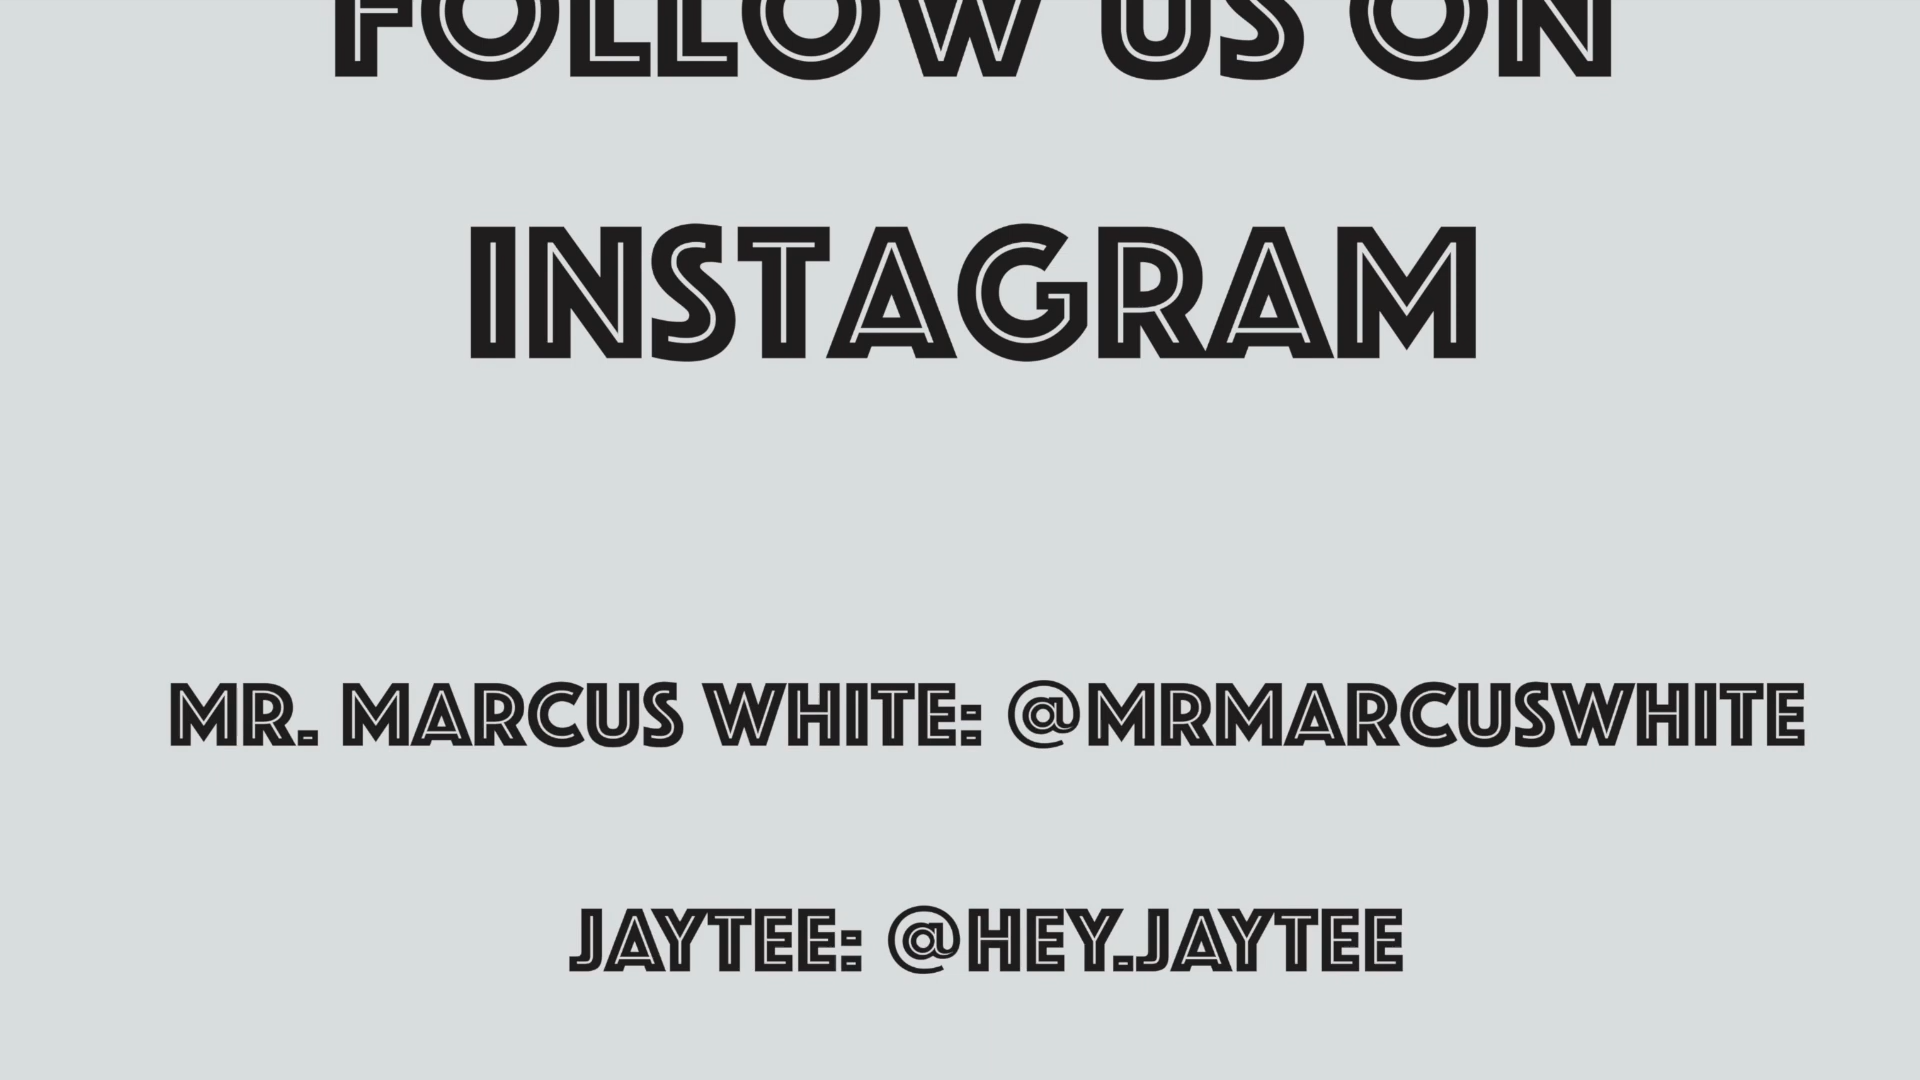 FOLLOW US ON
INSTAGRAM
MR. MARCUS WHITE: @MRMARCUSWHITE
JAYTEE: @HEY.JAYTEE